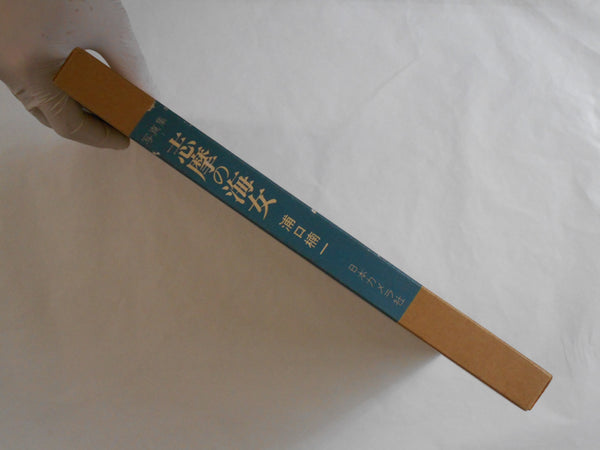 写真集
志摩の海女
浦口楠一
日本カメラ社